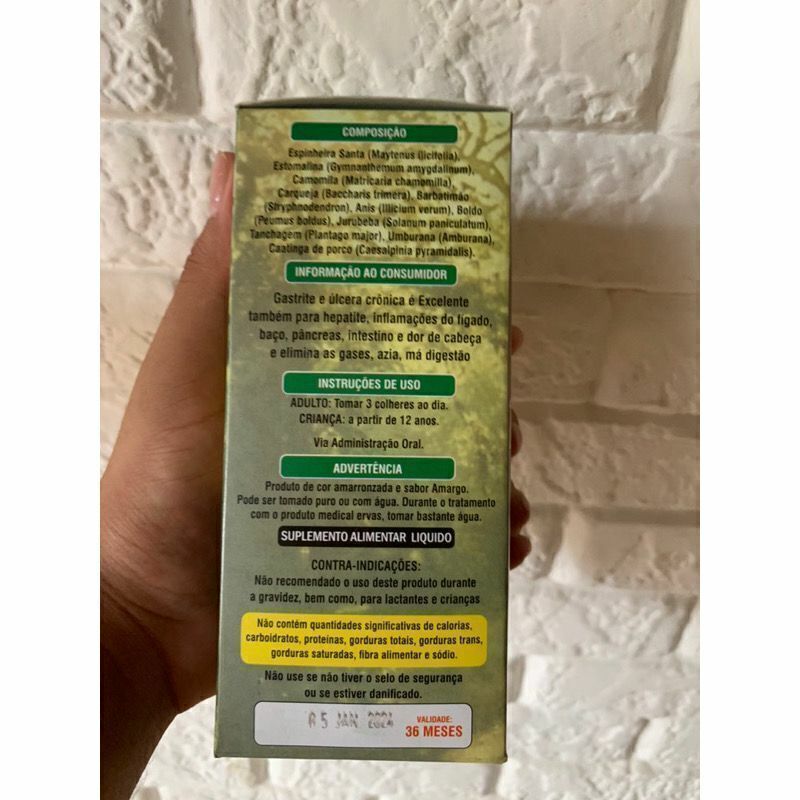 COMPOSIÇÃO
Espinheira Santa (Maytenus ilicifolia),
Estomalina (Gymnanthemum amygdalinum),
Camomila (Matricaria chamomilla),
Carqueja (Baccharis trimera), Barbatimão
(Stryphnodendron), Anis (Illicium verum), Boldo
(Peumus boldus), Jurubeba (Solanum paniculatum),
Tanchagem (Plantago major), Umburana (Amburana),
Caatinga de porco (Caesalpinia pyramidalis).
INFORMAÇÃO AO CONSUMIDOR
Gastrite e úlcera crônica é Excelente
também para hepatite, inflamações do fígado,
baço, pâncreas, intestino e dor de cabeça
e elimina as gases, azia, má digestão
INSTRUÇÕES DE USO
ADULTO: Tomar 3 colheres ao dia.
CRIANÇA: a partir de 12 anos.
Via Administração Oral.
ADVERTÊNCIA
Produto de cor amarronzada e sabor Amargo.
Pode ser tomado puro ou com água. Durante o tratamento
com o produto medical ervas, tomar bastante água.
SUPLEMENTO ALIMENTAR LIQUIDO
CONTRA-INDICAÇÕES:
Não recomendado o uso deste produto durante
a gravidez, bem como, para lactantes e crianças
Não contém quantidades significativas de calorias,
carboidratos, proteínas, gorduras totais, gorduras trans,
gorduras saturadas, fibra alimentar e sódio.
Não use se não tiver o selo de segurança
ou se estiver danificado.
5 JAN 2024
VALIDADE:
36 MESES